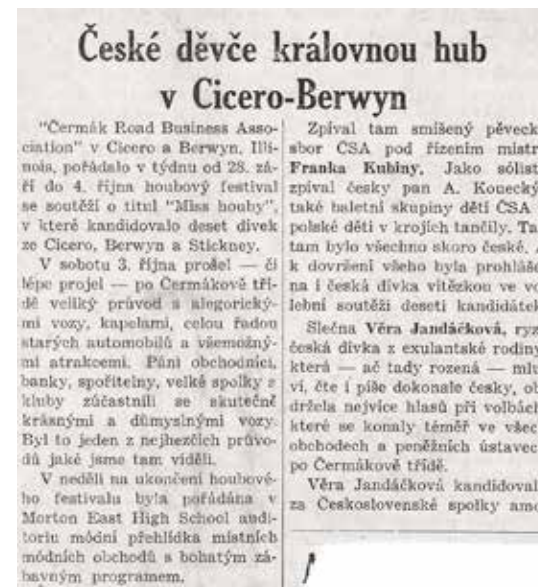 České děvče královnou hub
v Cicero-Berwyn
"Čermák Road Business Asso-
ciation" v Cicero a Berwyn, Illi-
nois, pořádalo v týdnu od 28. zá-
ří do 4. října houbový festival
se soutěží o titul "Miss houby",
v které kandidovalo deset dívek
ze Cicero, Berwyn a Stickney.
V sobotu 3. října prošel — či
lépe projel — po Čermákově tří-
dě veliký průvod s alegorický-
mi vozy, kapelami, celou řadou
starých automobilů a všemožný-
mi atrakcemi. Páni obchodníci,
banky, spořitelny, velké spolky a
kluby zúčastnili se skutečně
krásnými a důmyslnými vozy.
Byl to jeden z nejhezčích průvo-
dů jaké jsme tam viděli.
V neděli na ukončení houbové-
ho festivalu byla pořádána v
Morton East High School audi-
toriu módní přehlídka místních
módních obchodů s bohatým zá-
bavným programem.
Zpíval tam smíšený pěveck
sbor ČSA pod řízením mistr
Franka Kubiny. Jako sólist
zpíval česky pan A. Kouecký
také baletní skupiny dětí ČSA
polské děti v krojích tančily. Ta
tam bylo všechno skoro české.
k dovršení všeho byla prohláše
na i česká dívka vítězkou ve vo
lební soutěži deseti kandidátek
Slečna Věra Jandáčková, ryz
česká dívka z exulantské rodiny
která — ač tady rozená — mlu
ví, čte i píše dokonale česky, ob
držela nejvíce hlasů při volbách
které se konaly téměř ve všec
obchodech a peněžních ústavec
po Čermákově třídě.
Věra Jandáčková kandidoval
za Československé spolky ame